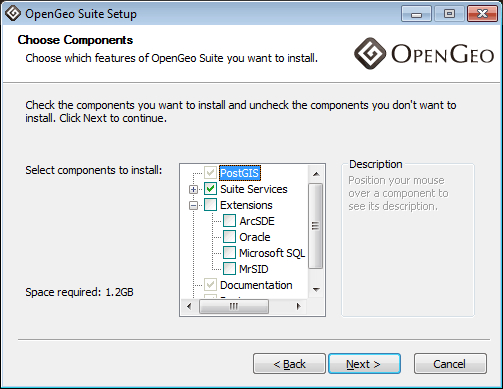 OpenGeo Suite Setup
Choose Components
Choose which features of OpenGeo Suite you want to install.
OPENGEO
Check the components you want to install and uncheck the components you don't want to
install. Click Next to continue.
Select components to install:
PostGIS
Suite Services
Extensions
ArcSDE
Oracle
Microsoft SQL
MrSID
Documentation
Description
Position your mouse
over a component to
see its description.
Space required: 1.2GB
< Back
Next >
Cancel